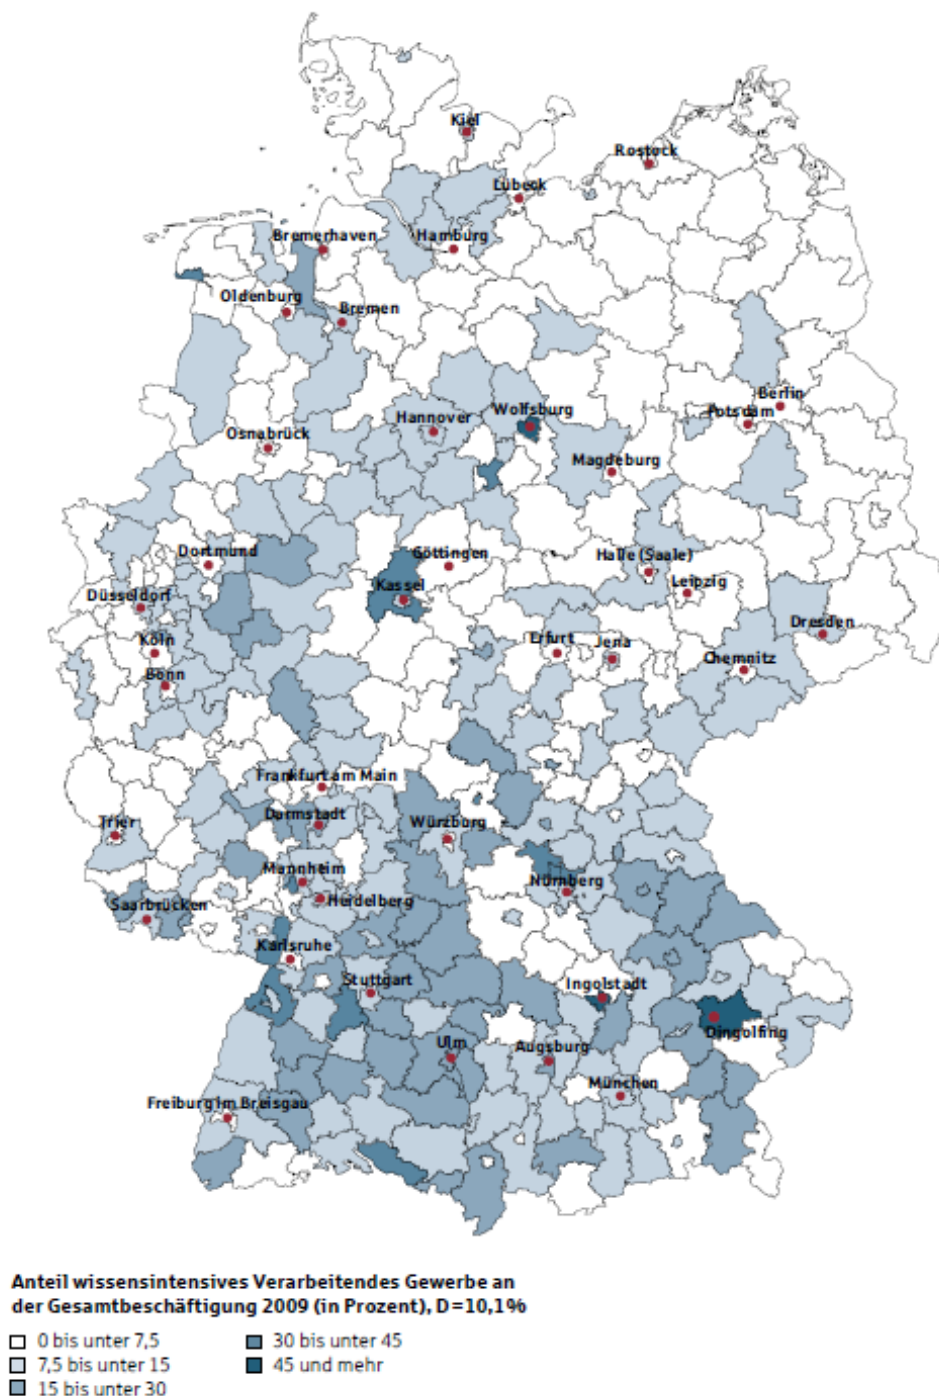 Kiel
Rostock
Lübeck
Bremerhaven
Hamburg
Oldenburg
Bremen
Berlin
Potsdam
Wolfsburg
Hannover
Osnabrück
Magdeburg
Dortmund
Göttingen
Halle (Saale)
Kassel
Leipzig
Düsseldorf
Dresden
Köln
Erfurt
Jena
Chemnitz
Bonn
Frankfurt am Main
Trier
Darmstadt
Würzburg
Mannheim
Nürnberg
Saarbrücken
Heidelberg
Karlsruhe
Stuttgart
Ingolstadt
Dingolfing
Ulm
Augsburg
München
Freiburg im Breisgau
Anteil wissensintensives Verarbeitendes Gewerbe an
der Gesamtbeschäftigung 2009 (in Prozent), D=10,1%
0 bis unter 7,5
30 bis unter 45
7,5 bis unter 15
45 und mehr
15 bis unter 30